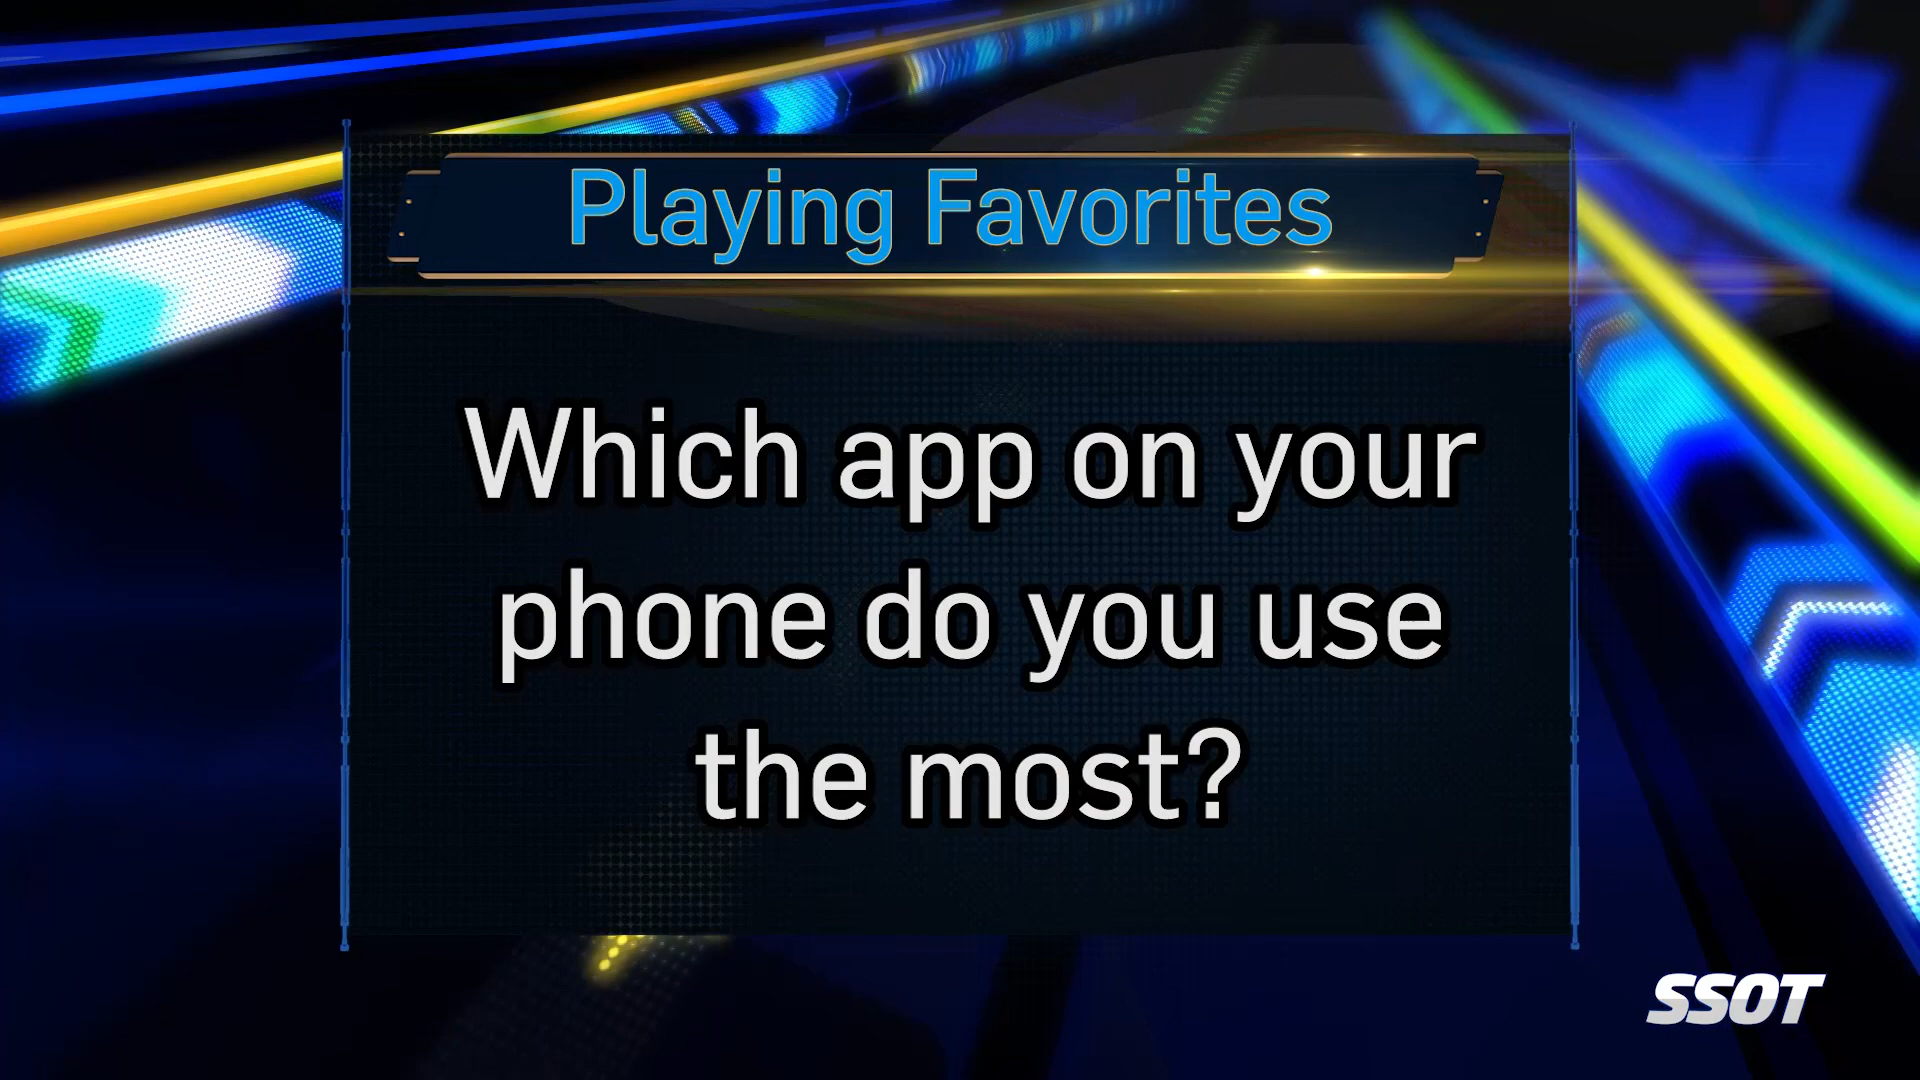 Playing Favorites
Which app on your
phone do you use
the most?
SSOT